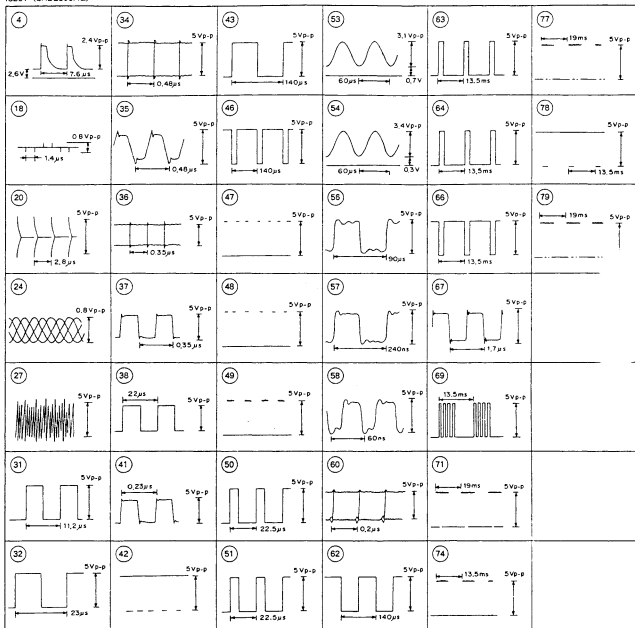 4 34 43 53 63 77
2,4Vp-p 5Vp-p 5Vp-p 3,1Vp-p 5Vp-p 5Vp-p
19ms
2,6V 7,6µs 0,48µs 140µs 60µs 0,7V 13,5ms
18 35 46 54 64 78
0,8Vp-p 5Vp-p 5Vp-p 3,4Vp-p 5Vp-p 5Vp-p
1,4µs 0,48µs 140µs 60µs 0,3V 13,5ms 13,5ms
20 36 47 56 66 79
5Vp-p 5Vp-p 5Vp-p 5Vp-p 5Vp-p 5Vp-p
19ms
2,8µs 0,35µs 90µs 13,5ms
24 37 48 57 67
0,8Vp-p 5Vp-p 5Vp-p 5Vp-p 5Vp-p
0,35µs 240ns 1,7µs
27 38 49 58 69
5Vp-p 5Vp-p 5Vp-p 5Vp-p 5Vp-p
22µs 13,5ms
60ns
31 41 50 60 71
5Vp-p 5Vp-p 5Vp-p 5Vp-p 5Vp-p
0,23µs 19ms
11,2µs 22,5µs 0,2µs
32 42 51 62 74
5Vp-p 5Vp-p 5Vp-p 5Vp-p 5Vp-p
13,5ms
23µs 22,5µs 140µs